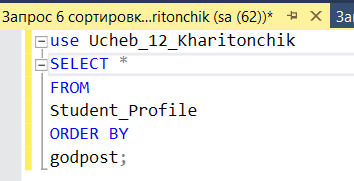 Запрос 6 сортировк...ritonchik (sa (62))*
use Ucheb_12_Kharitonchik
SELECT *
FROM
Student_Profile
ORDER BY
godpost;